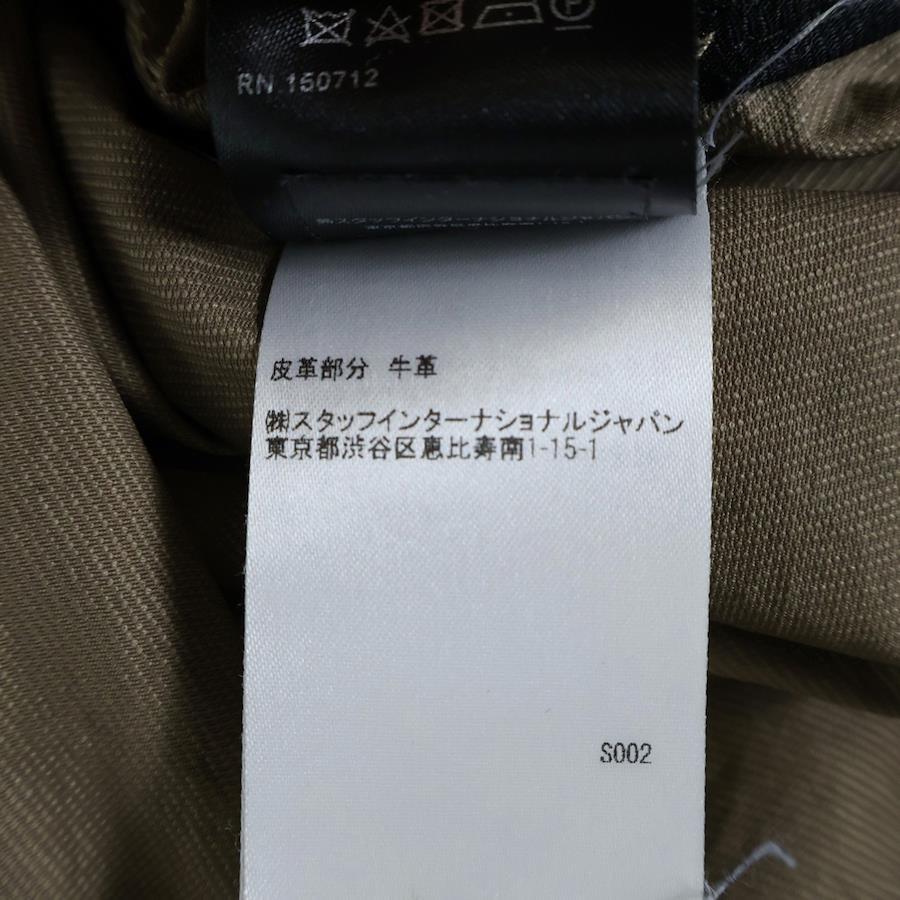 RN 150712
皮革部分 牛革
㈱スタッフインターナショナルジャパン
東京都渋谷区恵比寿南1-15-1
S002